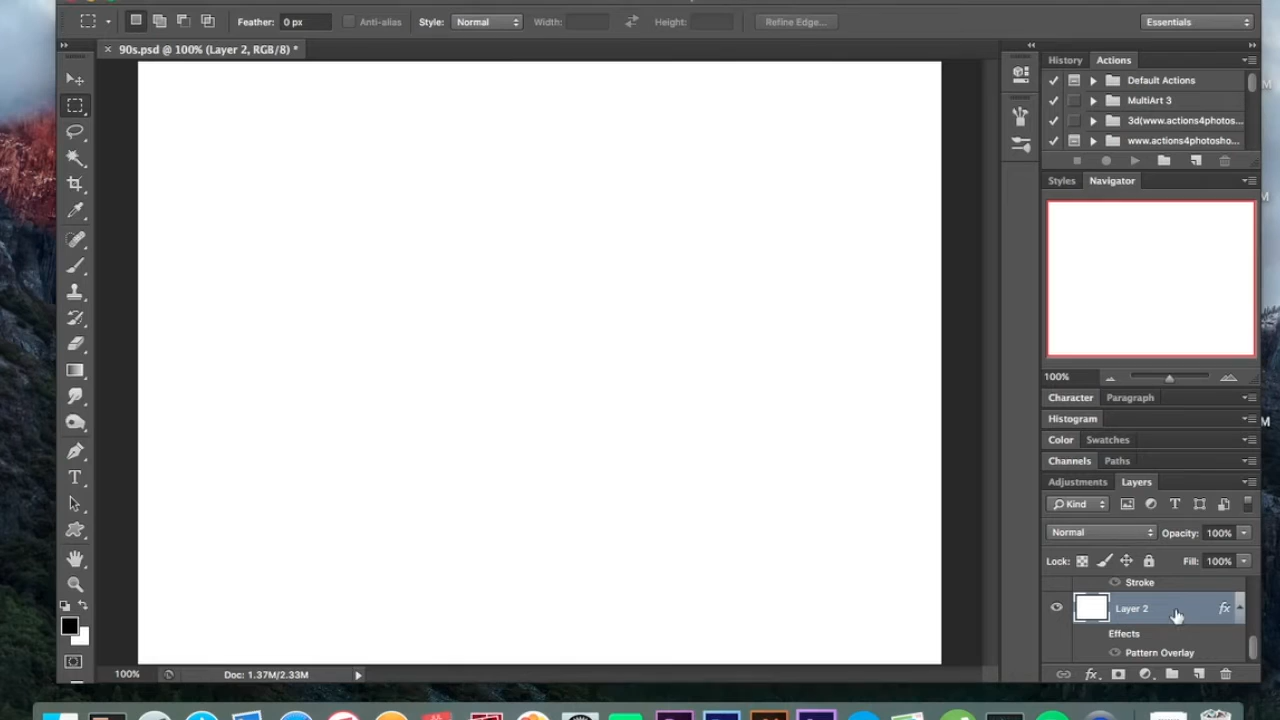 Feather: 0 px Anti-alias Style: Normal Width: Height: Refine Edge... Essentials
90s.psd @ 100% (Layer 2, RGB/8) *
History Actions
Default Actions
MultiArt 3
3d(www.actions4photos...
www.actions4photosho...
Styles Navigator
100%
Character Paragraph
Histogram
Color Swatches
Channels Paths
Adjustments Layers
Kind
Normal Opacity: 100%
Lock: Fill: 100%
Stroke
Layer 2 fx
Effects
Pattern Overlay
100% Doc: 1.37M/2.33M fx